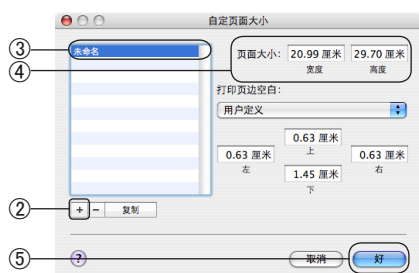 自定页面大小
③
未命名
④
页面大小: 20.99 厘米 29.70 厘米
宽度 高度
打印页边空白:
用户定义
0.63 厘米
上
0.63 厘米 0.63 厘米
左 右
1.45 厘米
下
② + − 复制
⑤ ? 取消 好